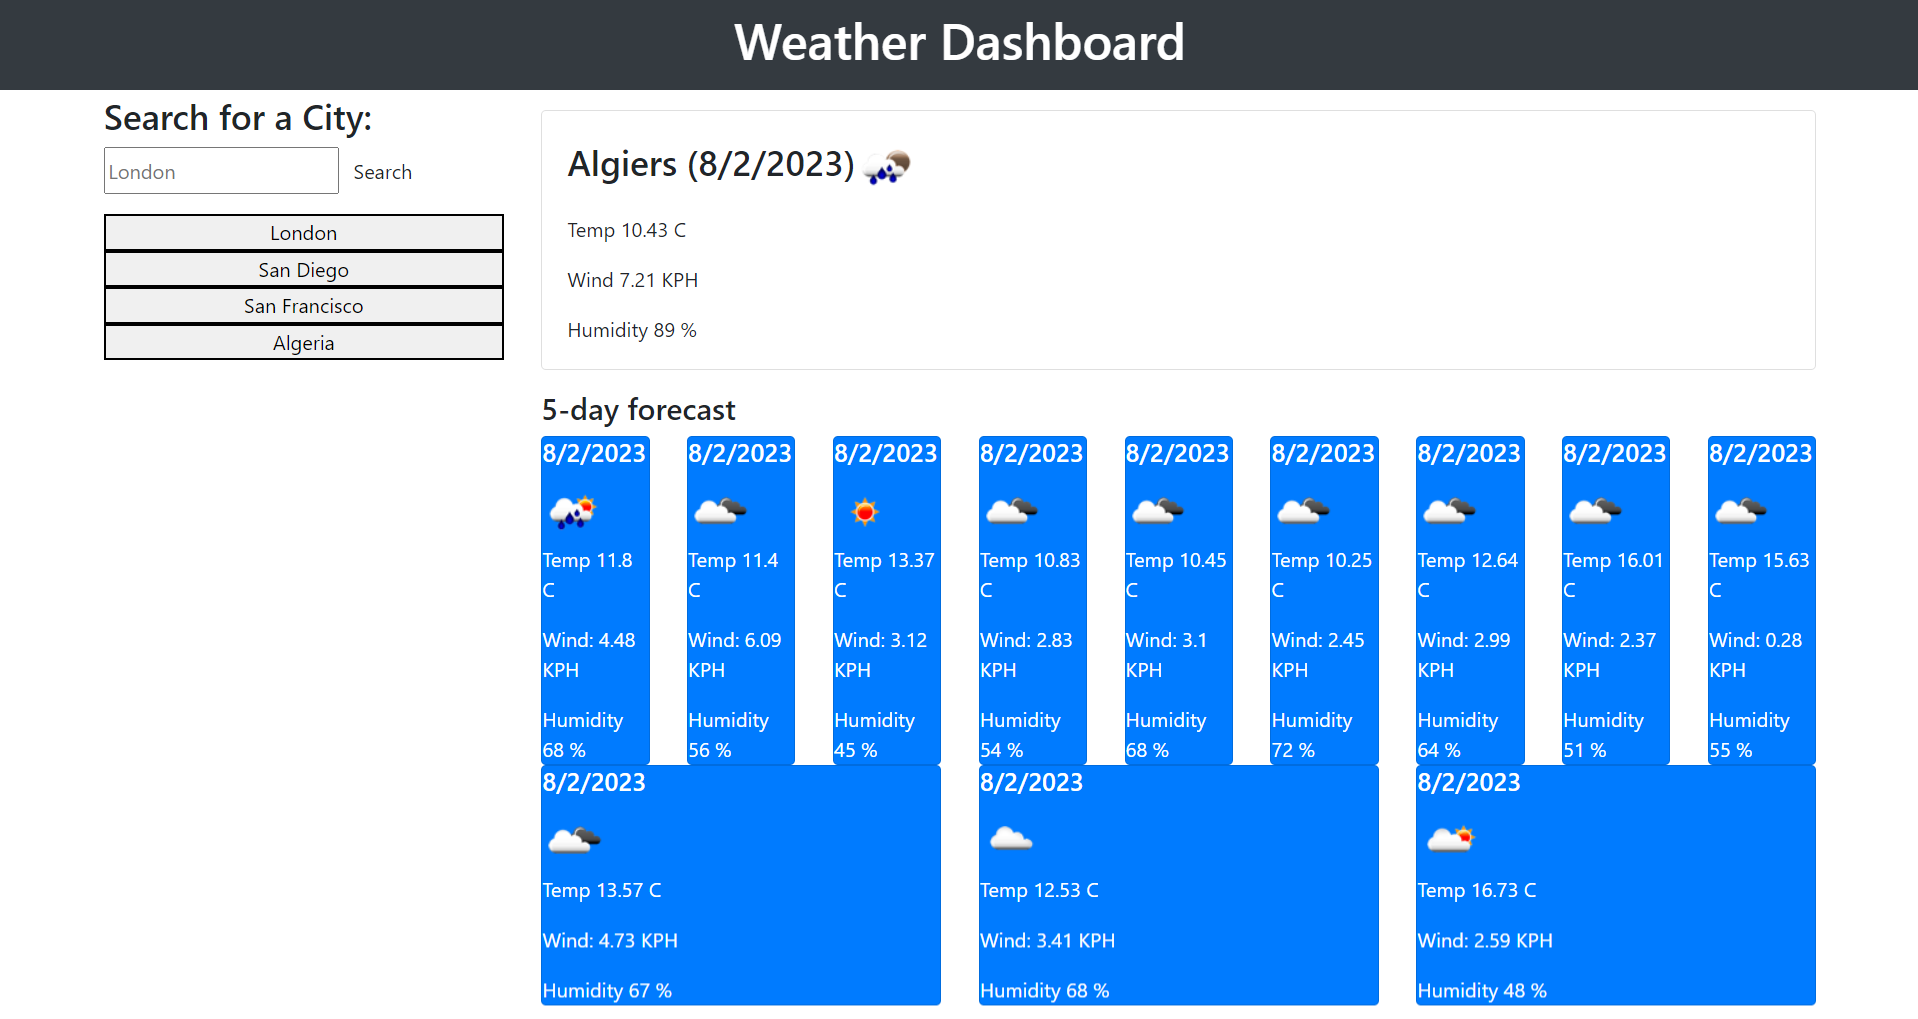 Weather Dashboard
Search for a City:
London
Search
London
San Diego
San Francisco
Algeria
Algiers (8/2/2023)
Temp 10.43 C
Wind 7.21 KPH
Humidity 89 %
5-day forecast
8/2/2023
Temp 11.8
C
Wind: 4.48
KPH
Humidity
68 %
8/2/2023
Temp 11.4
C
Wind: 6.09
KPH
Humidity
56 %
8/2/2023
Temp 13.37
C
Wind: 3.12
KPH
Humidity
45 %
8/2/2023
Temp 10.83
C
Wind: 2.83
KPH
Humidity
54 %
8/2/2023
Temp 10.45
C
Wind: 3.1
KPH
Humidity
68 %
8/2/2023
Temp 10.25
C
Wind: 2.45
KPH
Humidity
72 %
8/2/2023
Temp 12.64
C
Wind: 2.99
KPH
Humidity
64 %
8/2/2023
Temp 16.01
C
Wind: 2.37
KPH
Humidity
51 %
8/2/2023
Temp 15.63
C
Wind: 0.28
KPH
Humidity
55 %
8/2/2023
Temp 13.57 C
Wind: 4.73 KPH
Humidity 67 %
8/2/2023
Temp 12.53 C
Wind: 3.41 KPH
Humidity 68 %
8/2/2023
Temp 16.73 C
Wind: 2.59 KPH
Humidity 48 %